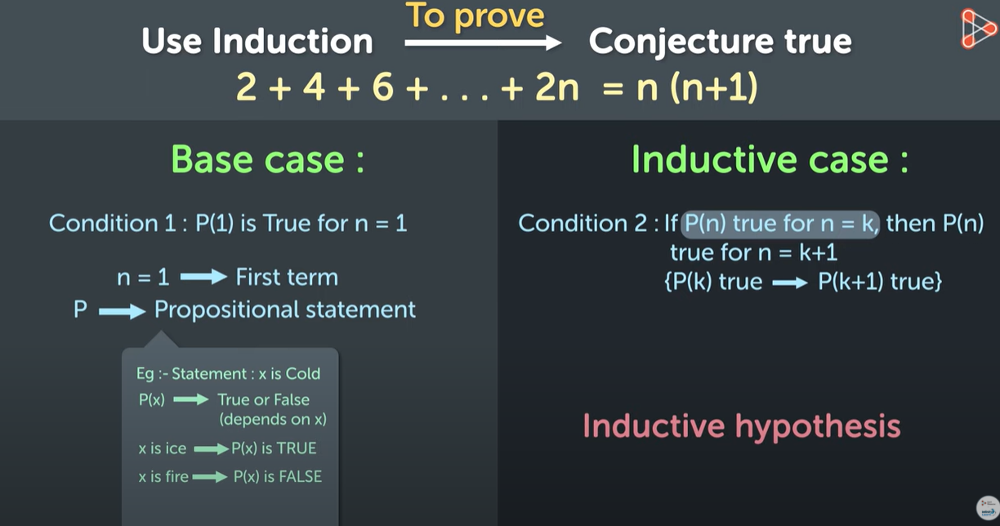 To prove
Use Induction ⟶ Conjecture true
2 + 4 + 6 + . . . + 2n = n (n+1)
Base case :
Condition 1 : P(1) is True for n = 1
n = 1 ⟶ First term
P ⟶ Propositional statement
Eg :- Statement : x is Cold
P(x) ⟶ True or False
(depends on x)
x is ice ⟶ P(x) is TRUE
x is fire ⟶ P(x) is FALSE
Inductive case :
Condition 2 : If P(n) true for n = k, then P(n)
true for n = k+1
{P(k) true ⟶ P(k+1) true}
Inductive hypothesis